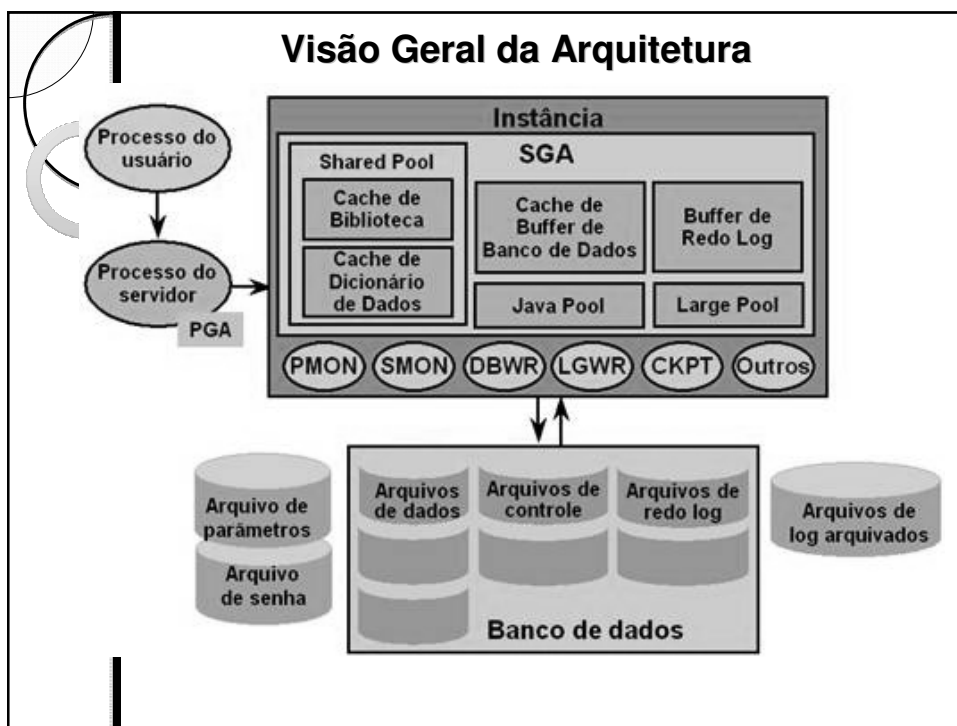 Visão Geral da Arquitetura
Processo do
usuário
Processo do
servidor
PGA
Instância
SGA
Shared Pool
Cache de
Biblioteca
Cache de
Dicionário
de Dados
Cache de
Buffer de
Banco de Dados
Buffer de
Redo Log
Java Pool
Large Pool
PMON
SMON
DBWR
LGWR
CKPT
Outros
Arquivo de
parâmetros
Arquivo
de senha
Arquivos
de dados
Arquivos de
controle
Arquivos de
redo log
Banco de dados
Arquivos de
log arquivados